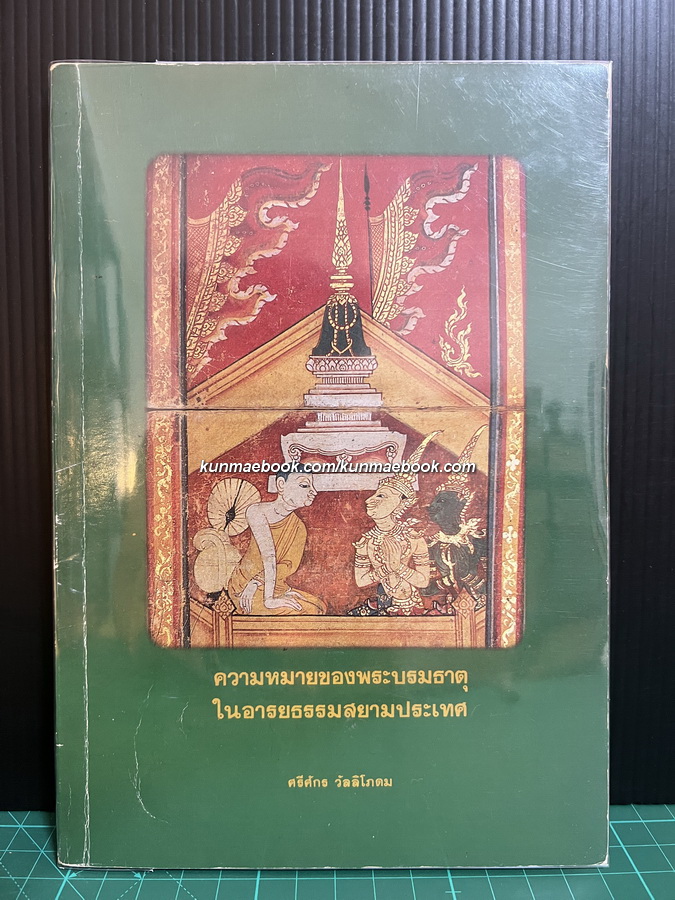 kunmaebook.com/kunmaebook.com
ความหมายของพระบรมธาตุ
ในอารยธรรมสยามประเทศ
ศรีศักร วัลลิโภดม